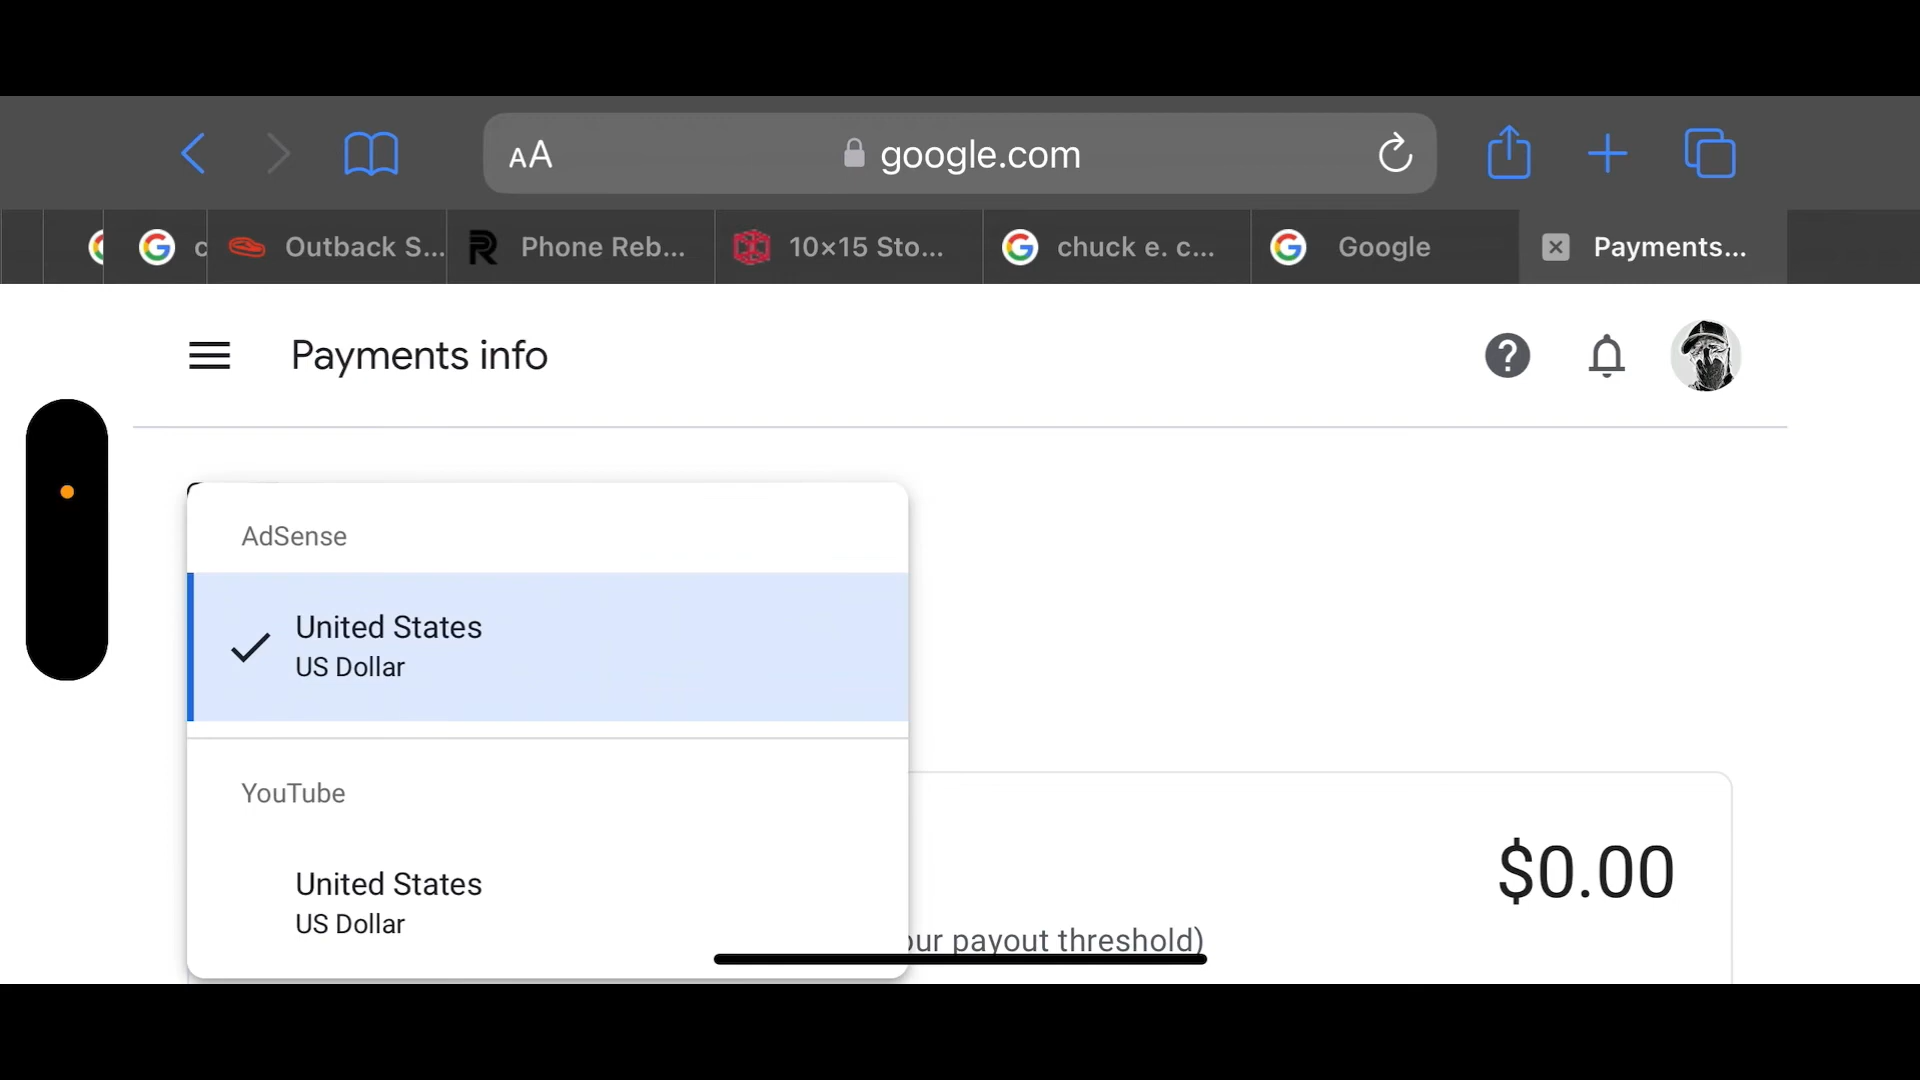 AA google.com
c Outback S... Phone Reb... 10×15 Sto... chuck e. c... Google Payments...
Payments info
AdSense
United States
US Dollar
YouTube
United States
US Dollar
$0.00
our payout threshold)